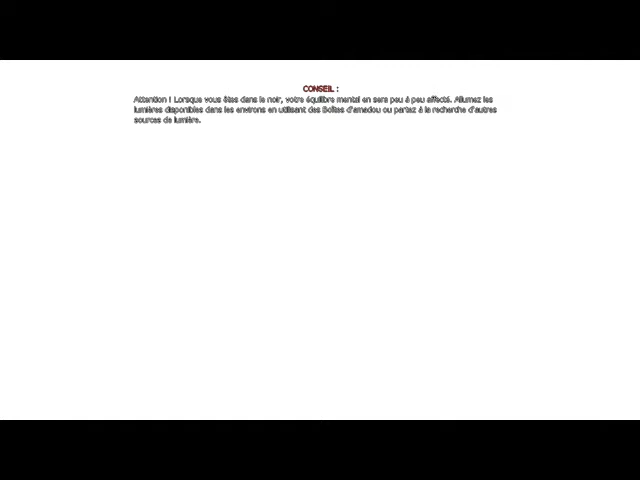 CONSEIL :
Attention ! Lorsque vous êtes dans le noir, votre équilibre mental en sera peu à peu affecté. Allumez les
lumières disponibles dans les environs en utilisant des Boîtes d'amadou ou partez à la recherche d'autres
sources de lumière.